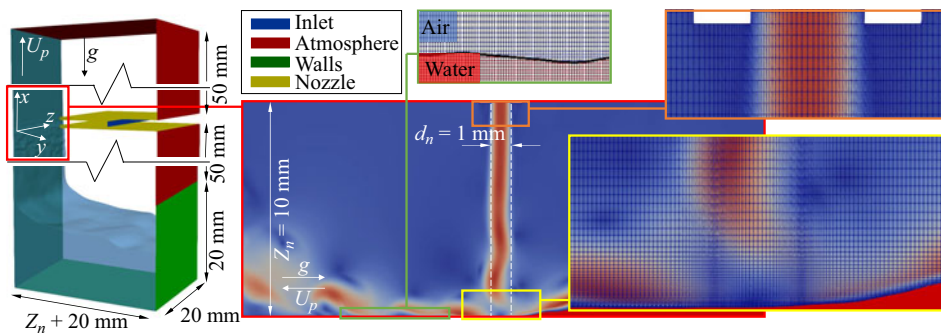 U_p
g
50 mm
x
z
y
50 mm
20 mm
Z_n + 20 mm
20 mm
Inlet
Atmosphere
Walls
Nozzle
Air
Water
d_n = 1 mm
Z_n = 10 mm
g
U_p